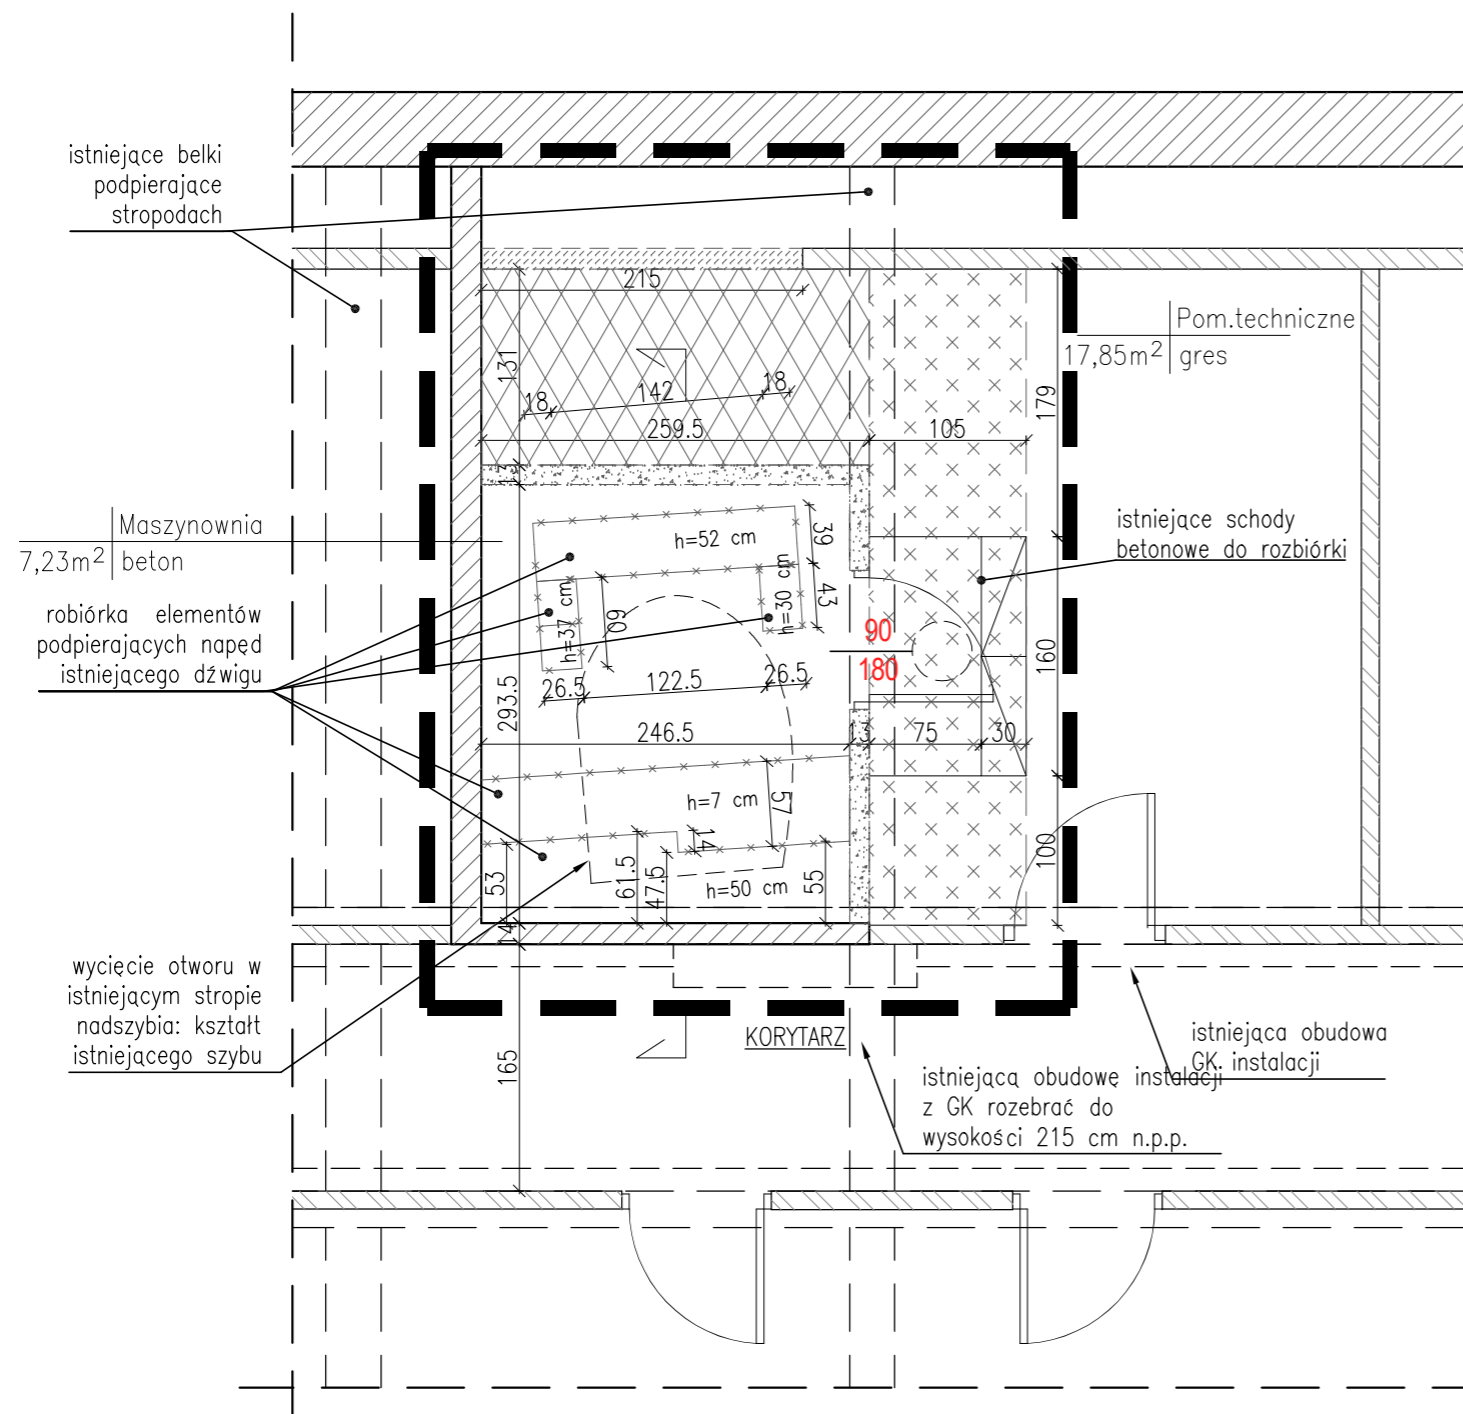 istniejące belki
podpierające
stropodach
215
131
18
142
18
259.5
105
179
Pom.techniczne
17,85m² gres
13
Maszynownia
7,23m² beton
h=52 cm
39
istniejące schody
betonowe do rozbiórki
robiórka elementów
podpierających napęd
istniejącego dźwigu
h=37 cm
60
h=30 cm
43
90
180
160
293.5
26.5
122.5
26.5
246.5
13
75
30
h=7 cm
57
14
53
61.5
47.5
h=50 cm
55
100
14
wycięcie otworu w
istniejącym stropie
nadszybia: kształt
istniejącego szybu
KORYTARZ
165
istniejąca obudowa
GK instalacji
istniejącą obudowę instalacji
z GK rozebrać do
wysokości 215 cm n.p.p.